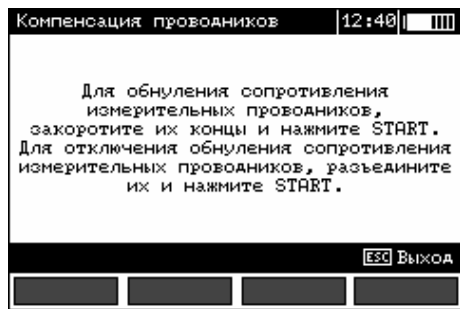 Компенсация проводников 12:40
Для обнуления сопротивления
измерительных проводников,
закоротите их концы и нажмите START.
Для отключения обнуления сопротивления
измерительных проводников, разъедините
их и нажмите START.
ESC Выход